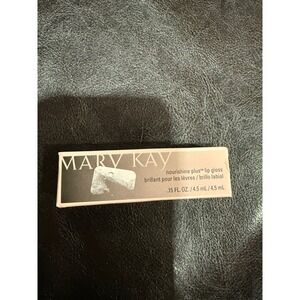 MARY KAY
nourishine plus™ lip gloss
brillant pour les lèvres / brillo labial
.15 FL. OZ. / 4.5 mL / 4,5 mL